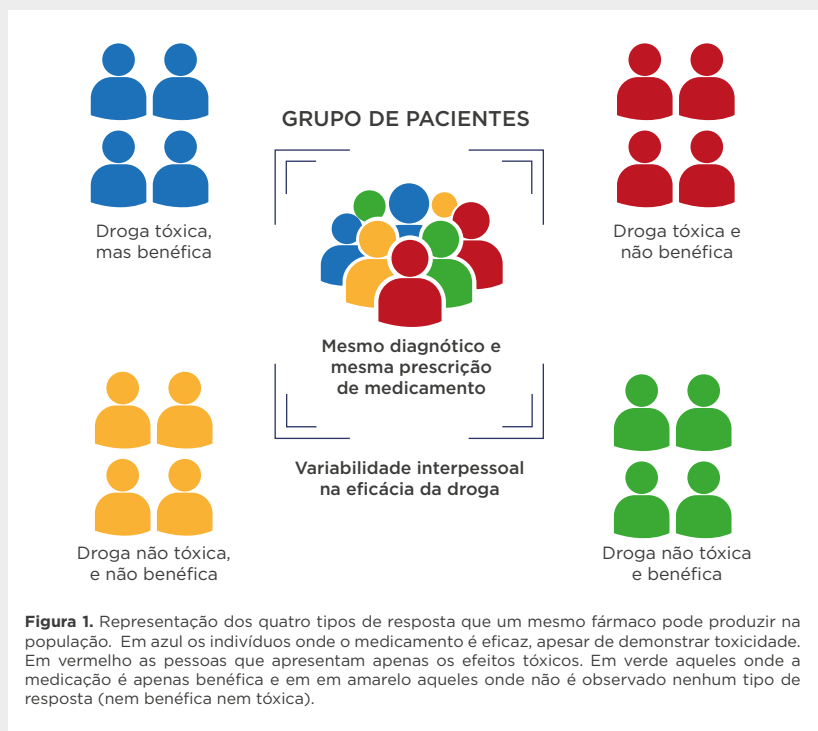 GRUPO DE PACIENTES
Droga tóxica,
mas benéfica
Droga tóxica e
não benéfica
Mesmo diagnótico e
mesma prescrição
de medicamento
Variabilidade interpessoal
na eficácia da droga
Droga não tóxica,
e não benéfica
Droga não tóxica
e benéfica
Figura 1. Representação dos quatro tipos de resposta que um mesmo fármaco pode produzir na
população. Em azul os indivíduos onde o medicamento é eficaz, apesar de demonstrar toxicidade.
Em vermelho as pessoas que apresentam apenas os efeitos tóxicos. Em verde aqueles onde a
medicação é apenas benéfica e em em amarelo aqueles onde não é observado nenhum tipo de
resposta (nem benéfica nem tóxica).